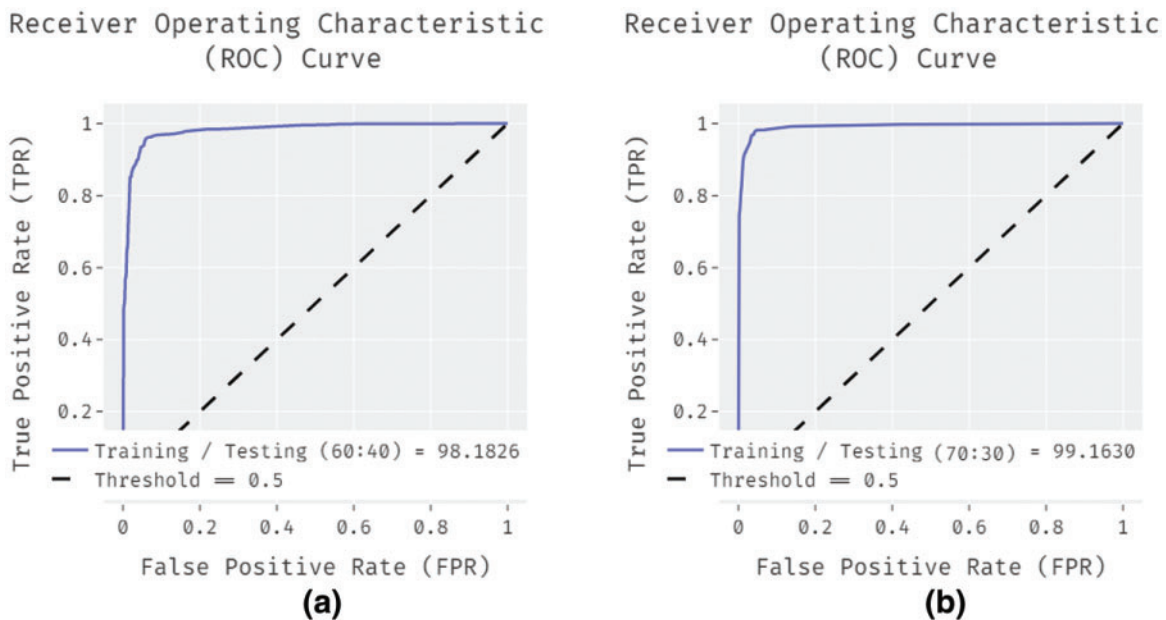 Receiver Operating Characteristic
(ROC) Curve
True Positive Rate (TPR)
1
0.8
0.6
0.4
0.2
Training / Testing (60:40) = 98.1826
Threshold = 0.5
0 0.2 0.4 0.6 0.8 1
False Positive Rate (FPR)
(a)
Receiver Operating Characteristic
(ROC) Curve
True Positive Rate (TPR)
1
0.8
0.6
0.4
0.2
Training / Testing (70:30) = 99.1630
Threshold = 0.5
0 0.2 0.4 0.6 0.8 1
False Positive Rate (FPR)
(b)